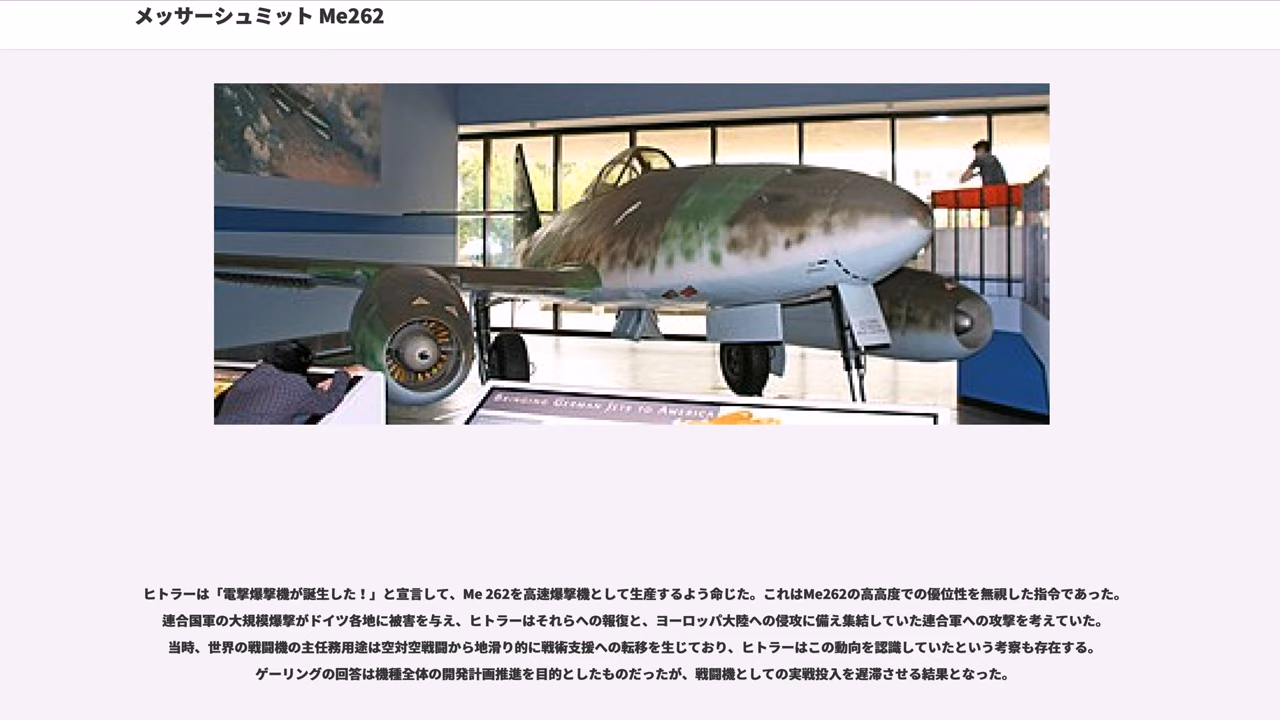 メッサーシュミット Me262
BRINGING GERMAN JETS TO AMERICA
ヒトラーは「電撃爆撃機が誕生した！」と宣言して、Me 262を高速爆撃機として生産するよう命じた。これはMe262の高高度での優位性を無視した指令であった。
連合国軍の大規模爆撃がドイツ各地に被害を与え、ヒトラーはそれらへの報復と、ヨーロッパ大陸への侵攻に備え集結していた連合軍への攻撃を考えていた。
当時、世界の戦闘機の主任務用途は空対空戦闘から地滑り的に戦術支援への転移を生じており、ヒトラーはこの動向を認識していたという考察も存在する。
ゲーリングの回答は機種全体の開発計画推進を目的としたものだったが、戦闘機としての実戦投入を遅滞させる結果となった。